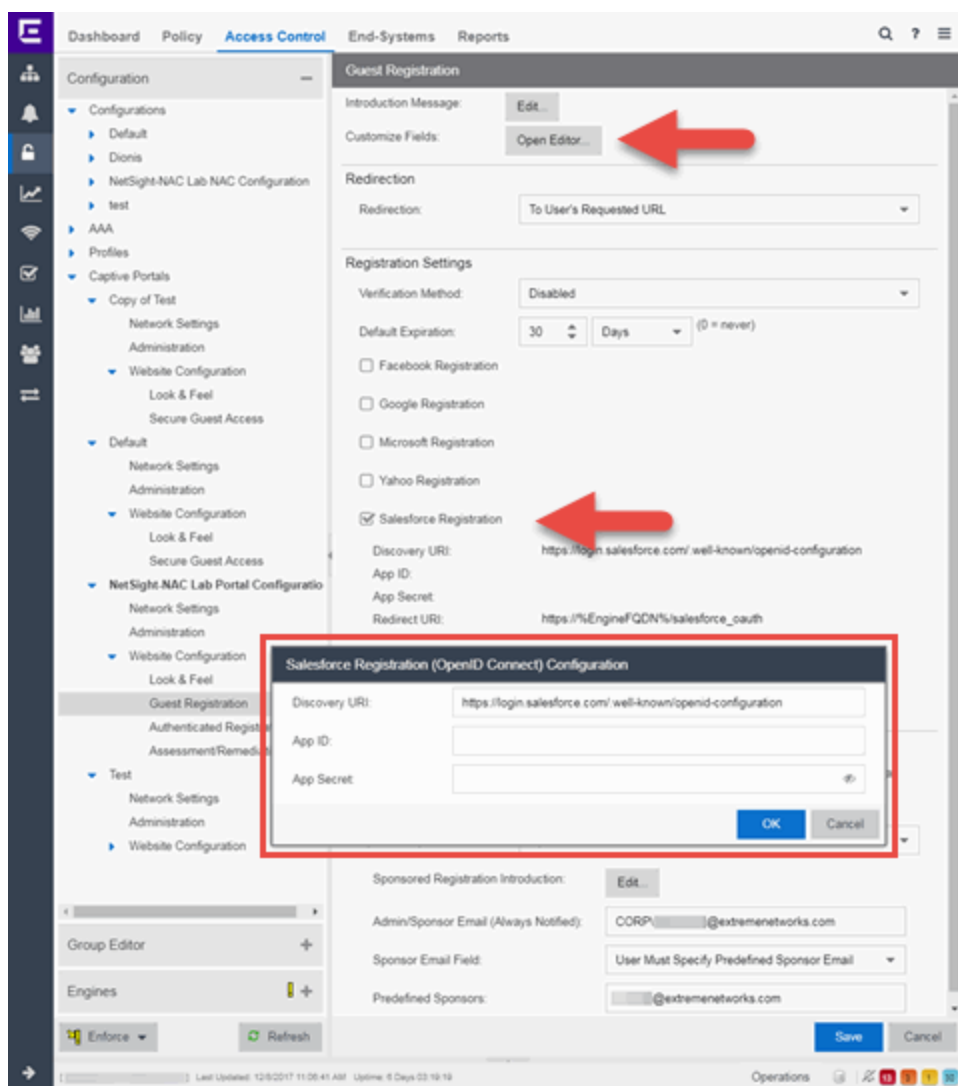 Dashboard Policy Access Control End-Systems Reports
Configuration
Configurations
Default
Dionis
NetSight-NAC Lab NAC Configuration
test
AAA
Profiles
Captive Portals
Copy of Test
Network Settings
Administration
Website Configuration
Look & Feel
Secure Guest Access
Default
Network Settings
Administration
Website Configuration
Look & Feel
Secure Guest Access
NetSight-NAC Lab Portal Configuratio
Network Settings
Administration
Website Configuration
Look & Feel
Guest Registration
Authenticated Regist
Assessment/Remedi
Test
Network Settings
Administration
Website Configuration
Group Editor
Engines
Enforce Refresh
Guest Registration
Introduction Message: Edit...
Customize Fields: Open Editor...
Redirection
Redirection: To User's Requested URL
Registration Settings
Verification Method: Disabled
Default Expiration: 30 Days (0 = never)
Facebook Registration
Google Registration
Microsoft Registration
Yahoo Registration
Salesforce Registration
Discovery URI: https://login.salesforce.com/.well-known/openid-configuration
App ID:
App Secret:
Redirect URI: https://%EngineFQDN%/salesforce_oauth
Salesforce Registration (OpenID Connect) Configuration
Discovery URI: https://login.salesforce.com/.well-known/openid-configuration
App ID:
App Secret:
OK Cancel
Sponsored Registration Introduction: Edit...
Admin/Sponsor Email (Always Notified): CORP\ @extremenetworks.com
Sponsor Email Field: User Must Specify Predefined Sponsor Email
Predefined Sponsors: @extremenetworks.com
Save Cancel
Last Updated: 12/8/2017 11:06:41 AM Uptime: 6 Days 03:19:19
Operations 13 3 1 30